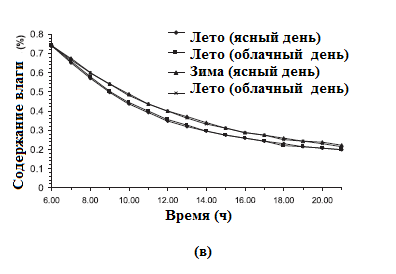 0.8
(%)
0.7
0.6
0.5
0.4
0.3
0.2
0.1
0
Содержание влаги
Лето (ясный день)
Лето (облачный день)
Зима (ясный день)
Лето (облачный день)
6.00 8.00 10.00 12.00 14.00 16.00 18.00 20.00
Время (ч)
(в)